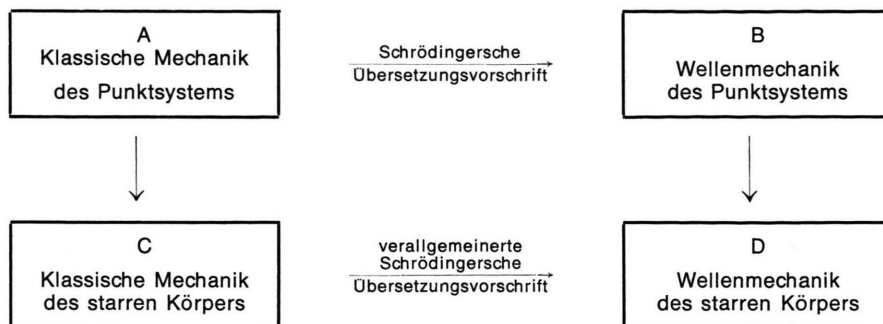 A
Klassische Mechanik
des Punktsystems
Schrödingersche
Übersetzungsvorschrift
B
Wellenmechanik
des Punktsystems
C
Klassische Mechanik
des starren Körpers
verallgemeinerte
Schrödingersche
Übersetzungsvorschrift
D
Wellenmechanik
des starren Körpers